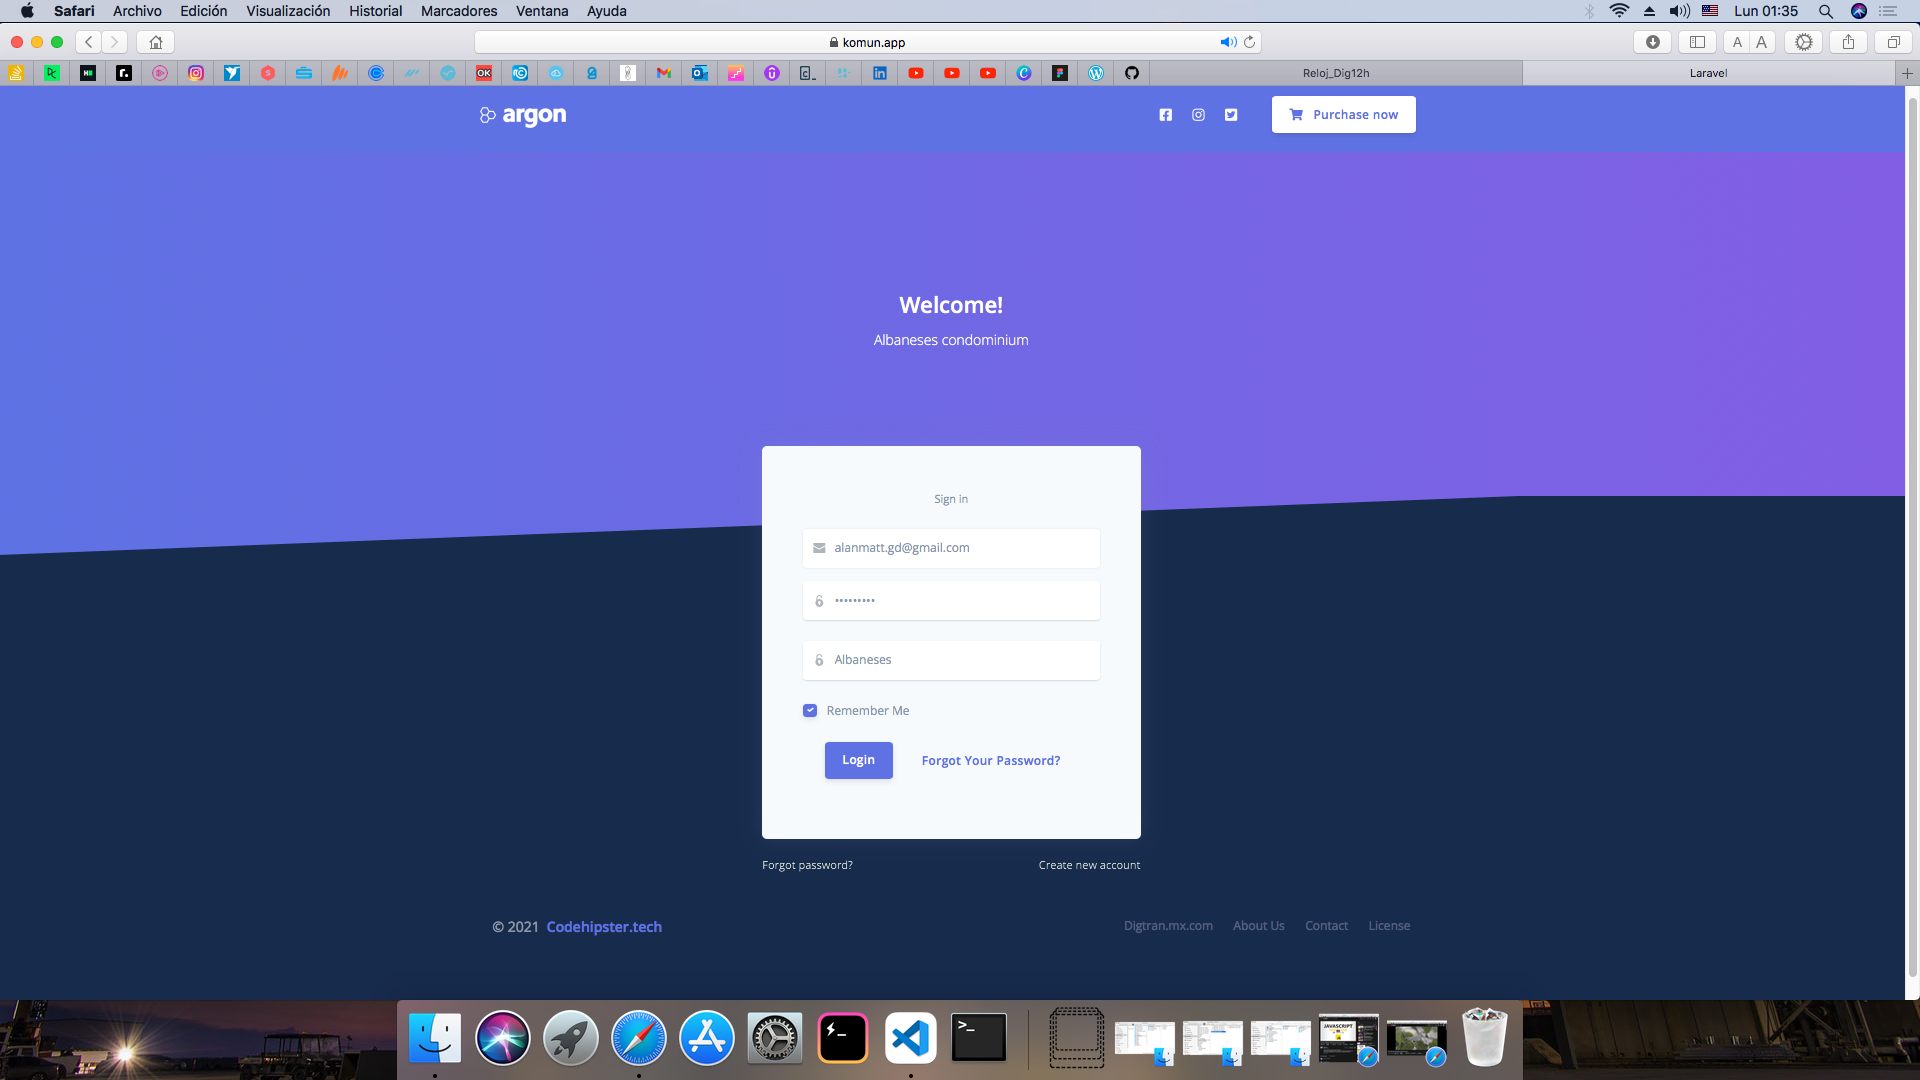 Safari Archivo Edición Visualización Historial Marcadores Ventana Ayuda Lun 01:35
komun.app A A
Reloj_Dig12h Laravel
argon Purchase now
Welcome!
Albaneses condominium
Sign in
alanmatt.gd@gmail.com
•••••••••
Albaneses
Remember Me
Login Forgot Your Password?
Forgot password? Create new account
© 2021 Codehipster.tech Digtran.mx.com About Us Contact License